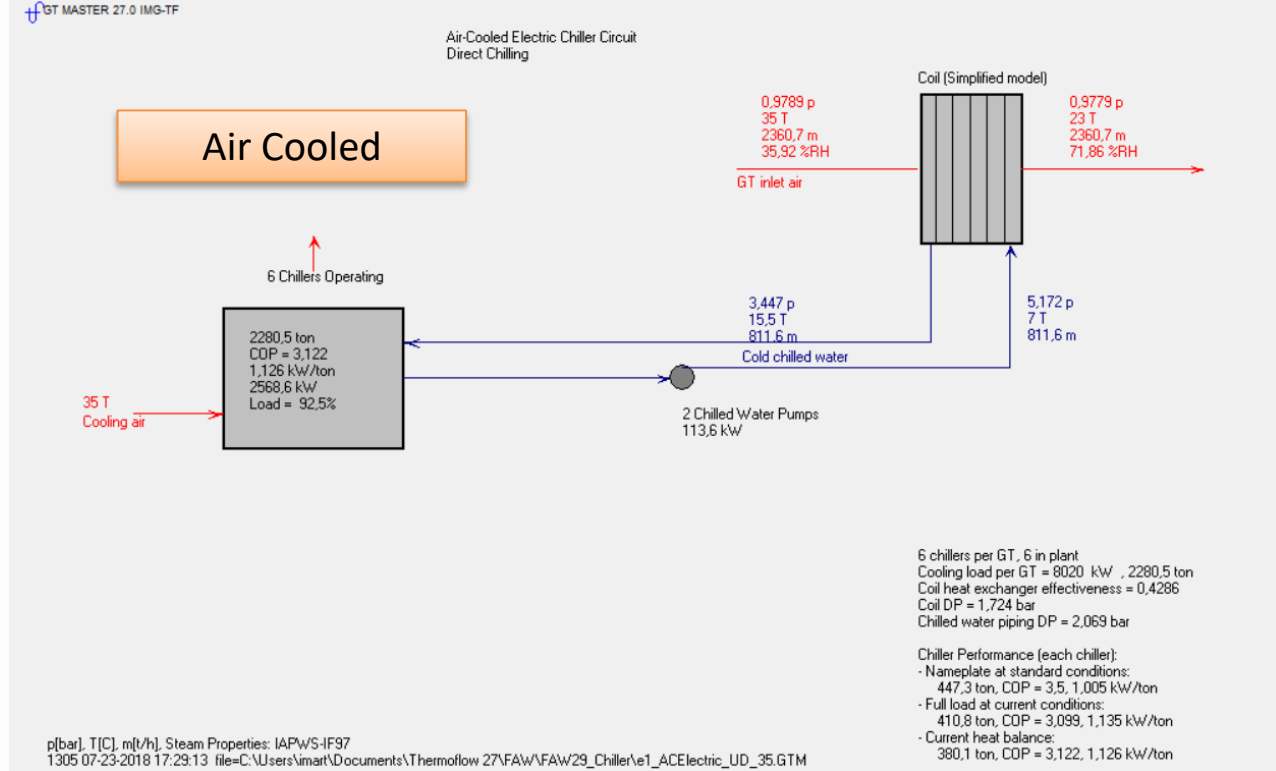 GT MASTER 27.0 IMG-TF
Air-Cooled Electric Chiller Circuit
Direct Chilling
Air Cooled
Coil (Simplified model)
0,9789 p
35 T
2360,7 m
35,92 %RH
GT inlet air
0,9779 p
23 T
2360,7 m
71,86 %RH
6 Chillers Operating
2280,5 ton
COP = 3,122
1,126 kW/ton
2568,6 kW
Load = 92,5%
35 T
Cooling air
3,447 p
15,5 T
811,6 m
Cold chilled water
5,172 p
7 T
811,6 m
2 Chilled Water Pumps
113,6 kW
6 chillers per GT, 6 in plant
Cooling load per GT = 8020 kW , 2280,5 ton
Coil heat exchanger effectiveness = 0,4286
Coil DP = 1,724 bar
Chilled water piping DP = 2,069 bar
Chiller Performance (each chiller):
- Nameplate at standard conditions:
447,3 ton, COP = 3,5, 1,005 kW/ton
- Full load at current conditions:
410,8 ton, COP = 3,099, 1,135 kW/ton
- Current heat balance:
380,1 ton, COP = 3,122, 1,126 kW/ton
p[bar], T[C], m[t/h], Steam Properties: IAPWS-IF97
1305 07-23-2018 17:29:13 file=C:\Users\imart\Documents\Thermoflow 27\FAW\FAW29_Chiller\e1_ACElectric_UD_35.GTM